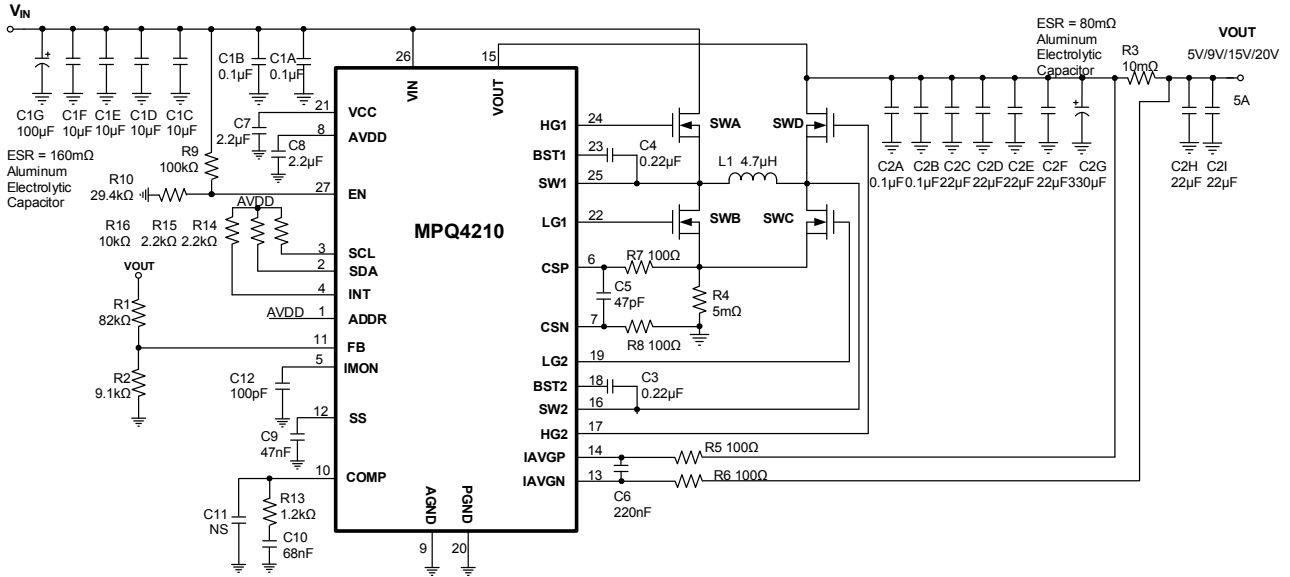 VIN
C1G
100µF
C1F
10µF
C1E
10µF
C1D
10µF
C1C
10µF
C1B
0.1µF
C1A
0.1µF
ESR = 160mΩ
Aluminum
Electrolytic
Capacitor
R9
100kΩ
R10
29.4kΩ
C7
2.2µF
C8
2.2µF
AVDD
R16
10kΩ
R15
2.2kΩ
R14
2.2kΩ
VOUT
R1
82kΩ
R2
9.1kΩ
AVDD
C12
100pF
C9
47nF
C11
NS
R13
1.2kΩ
C10
68nF
MPQ4210
26
VIN
15
VOUT
21
VCC
8
AVDD
27
EN
3
SCL
2
SDA
4
INT
1
ADDR
11
FB
5
IMON
12
SS
10
COMP
AGND
9
PGND
20
HG1
24
BST1
23
SW1
25
LG1
22
CSP
6
CSN
7
LG2
19
BST2
18
SW2
16
HG2
17
IAVGP
14
IAVGN
13
C4
0.22µF
SWA
SWD
L1 4.7µH
SWB
SWC
R7 100Ω
C5
47pF
R4
5mΩ
R8 100Ω
C3
0.22µF
R5 100Ω
R6 100Ω
C6
220nF
ESR = 80mΩ
Aluminum
Electrolytic
Capacitor
R3
10mΩ
VOUT
5V/9V/15V/20V
5A
C2A
0.1µF
C2B
0.1µF
C2C
22µF
C2D
22µF
C2E
22µF
C2F
22µF
C2G
330µF
C2H
22µF
C2I
22µF